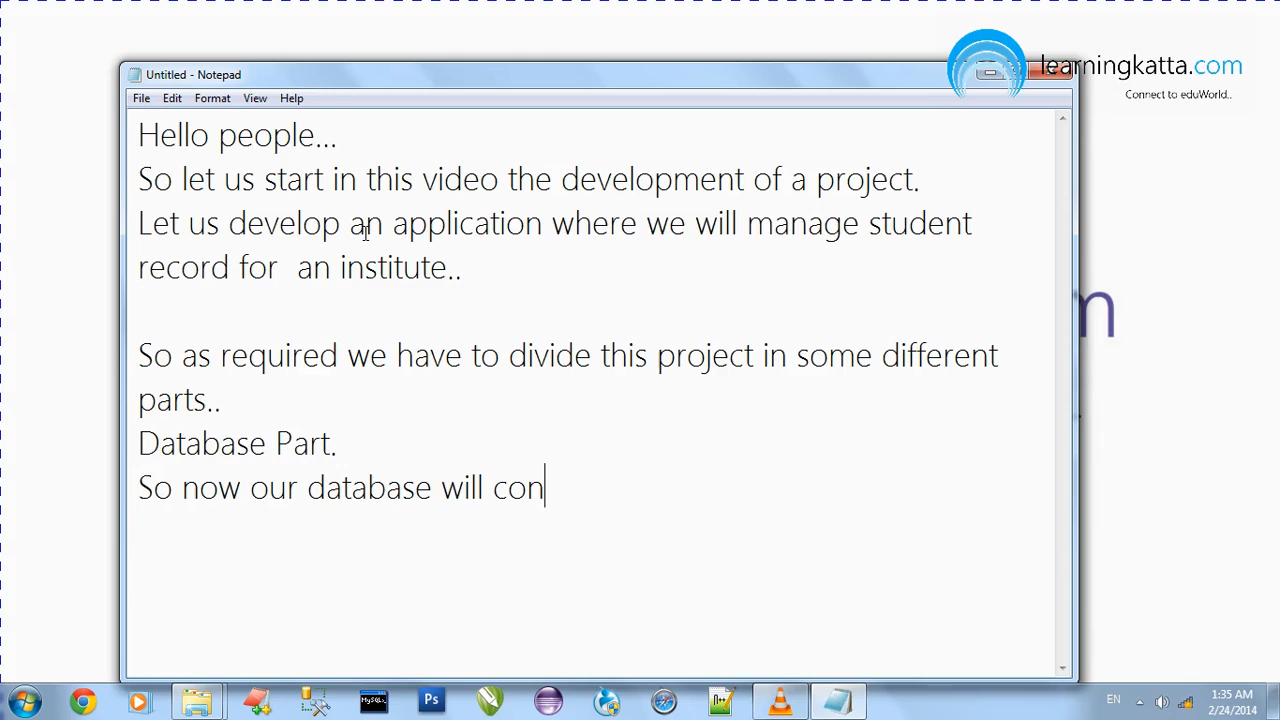 learningkatta.com
Connect to eduWorld..
Untitled - Notepad
File Edit Format View Help
Hello people...
So let us start in this video the development of a project.
Let us develop an application where we will manage student
record for  an institute..
So as required we have to divide this project in some different
parts..
Database Part.
So now our database will con
m
MySQL
Ps
n++
EN
1:35 AM
2/24/2014